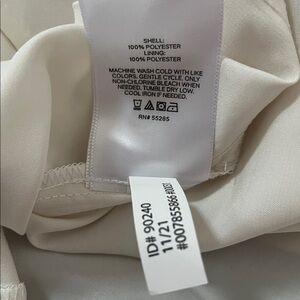 SHELL:
100% POLYESTER
LINING:
100% POLYESTER
MACHINE WASH COLD WITH LIKE
COLORS, GENTLE CYCLE. ONLY
NON-CHLORINE BLEACH WHEN
NEEDED. TUMBLE DRY LOW.
COOL IRON IF NEEDED.
RN# 55285
ID# 90240
11/21
#007855866